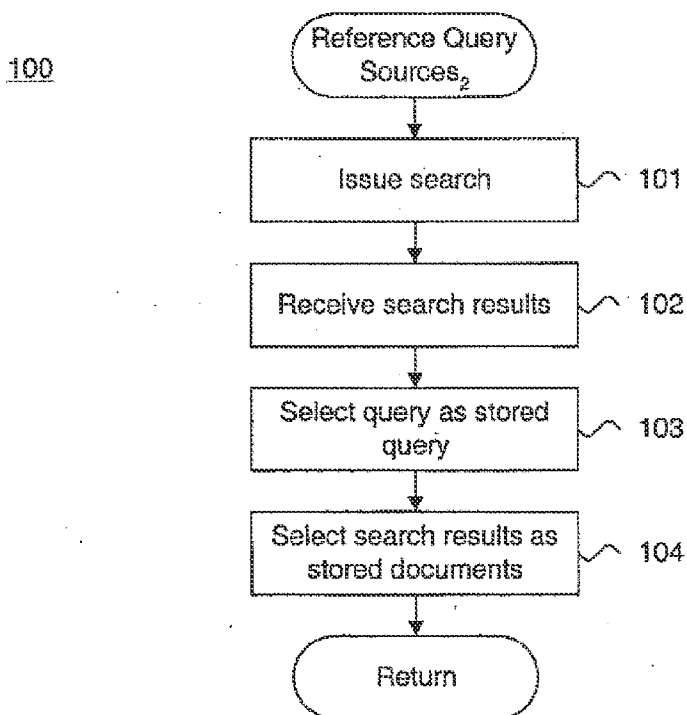 100
Reference Query
Sources₂
Issue search
101
Receive search results
102
Select query as stored
query
103
Select search results as
stored documents
104
Return